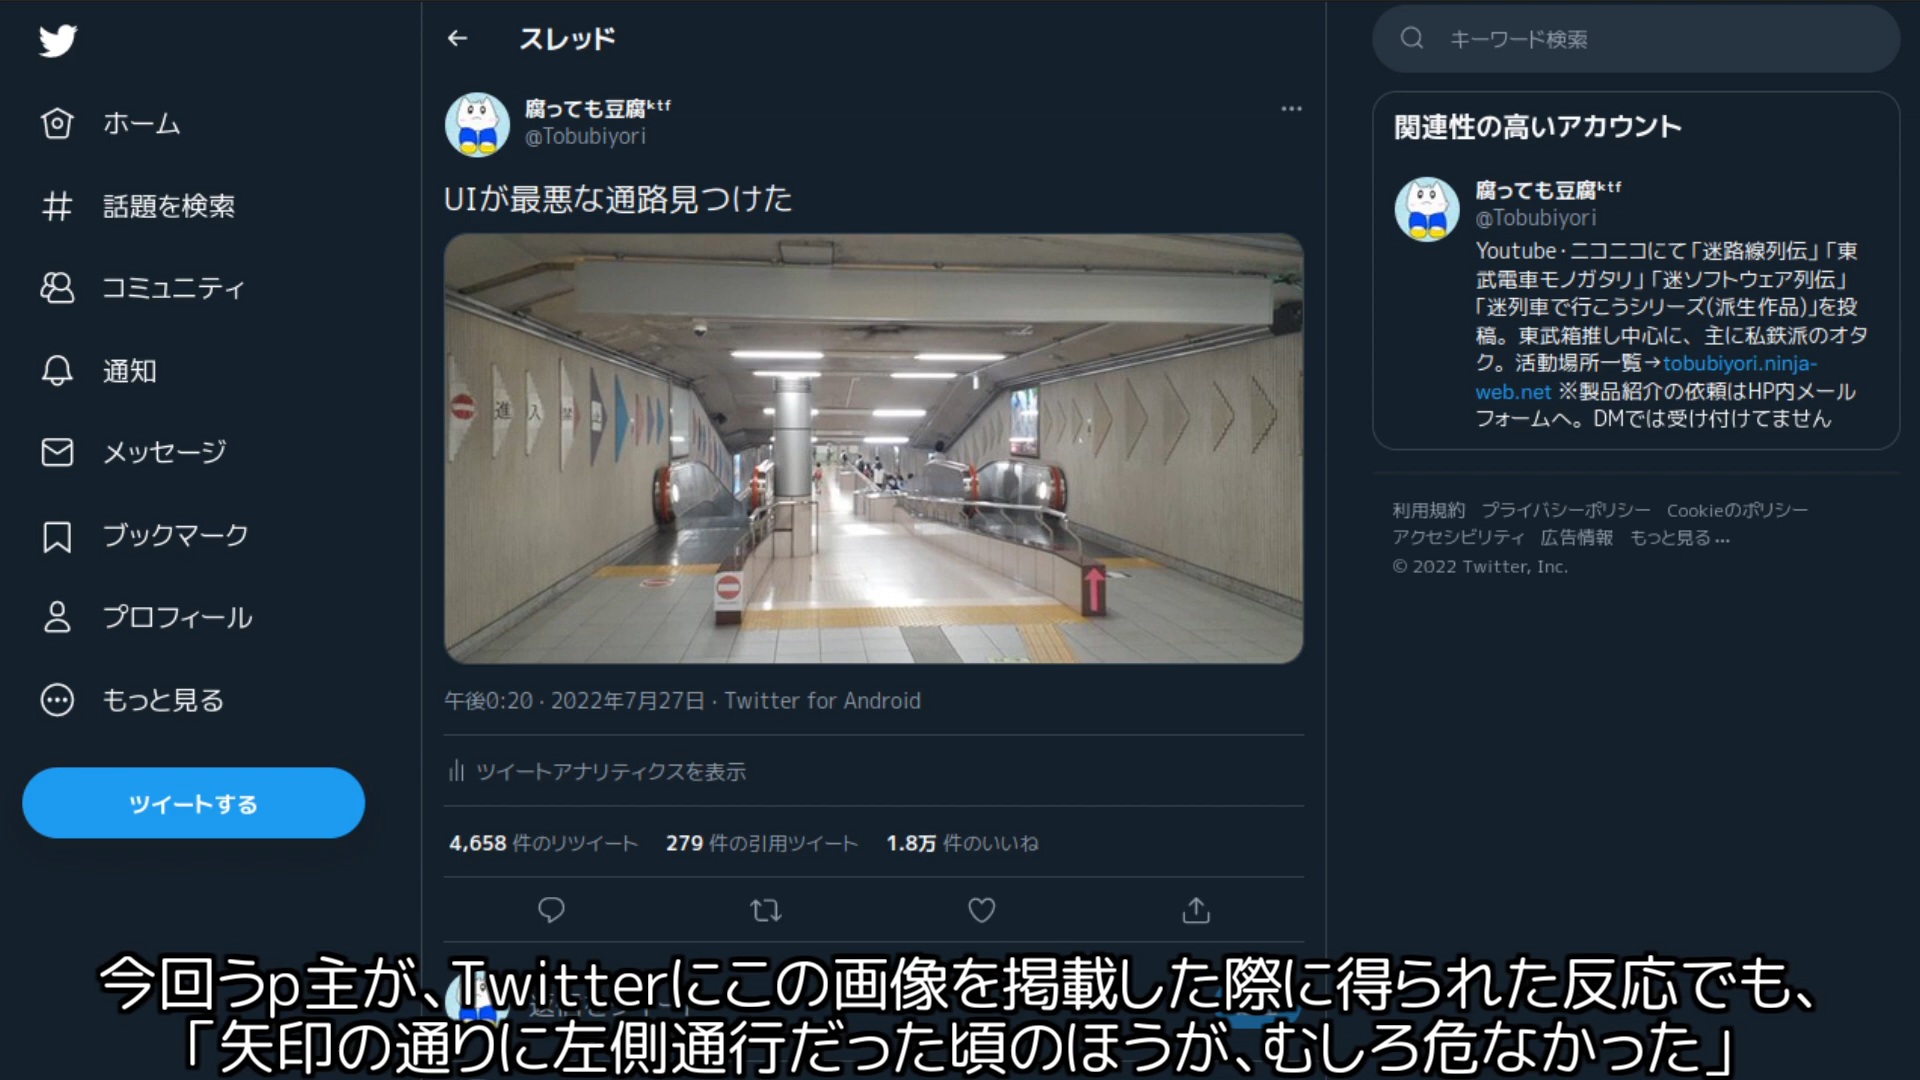 ホーム
話題を検索
コミュニティ
通知
メッセージ
ブックマーク
プロフィール
もっと見る
ツイートする
スレッド
腐っても豆腐ᵏᵗᶠ
@Tobubiyori
UIが最悪な通路見つけた
進入禁止
午後0:20 · 2022年7月27日 · Twitter for Android
ツイートアナリティクスを表示
4,658 件のリツイート 279 件の引用ツイート 1.8万 件のいいね
キーワード検索
関連性の高いアカウント
腐っても豆腐ᵏᵗᶠ
@Tobubiyori
Youtube・ニコニコにて「迷路線列伝」「東
武電車モノガタリ」「迷ソフトウェア列伝」
「迷列車で行こうシリーズ(派生作品)」を投
稿。東武箱推し中心に、主に私鉄派のオタ
ク。活動場所一覧→tobubiyori.ninja-
web.net ※製品紹介の依頼はHP内メール
フォームへ。DMでは受け付けてません
利用規約 プライバシーポリシー Cookieのポリシー
アクセシビリティ 広告情報 もっと見る…
© 2022 Twitter, Inc.
今回うp主が、Twitterにこの画像を掲載した際に得られた反応でも、
「矢印の通りに左側通行だった頃のほうが、むしろ危なかった」